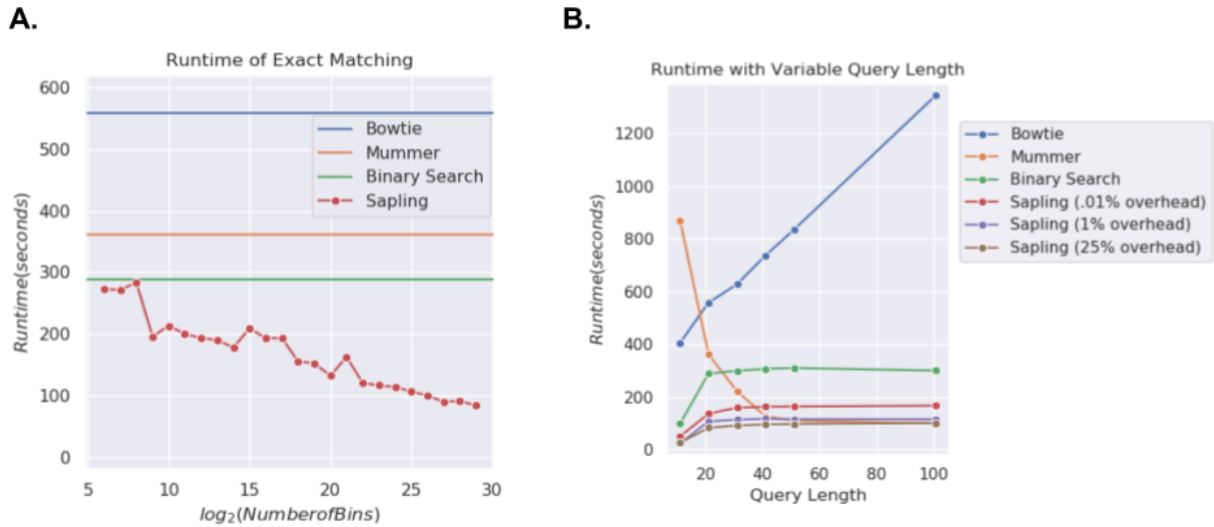 A.
Runtime of Exact Matching
600
500
400
300
200
100
0
Runtime(seconds)
Bowtie
Mummer
Binary Search
Sapling
5 10 15 20 25 30
log2(NumberofBins)
B.
Runtime with Variable Query Length
1200
1000
800
600
400
200
0
Runtime(seconds)
20 40 60 80 100
Query Length
Bowtie
Mummer
Binary Search
Sapling (.01% overhead)
Sapling (1% overhead)
Sapling (25% overhead)